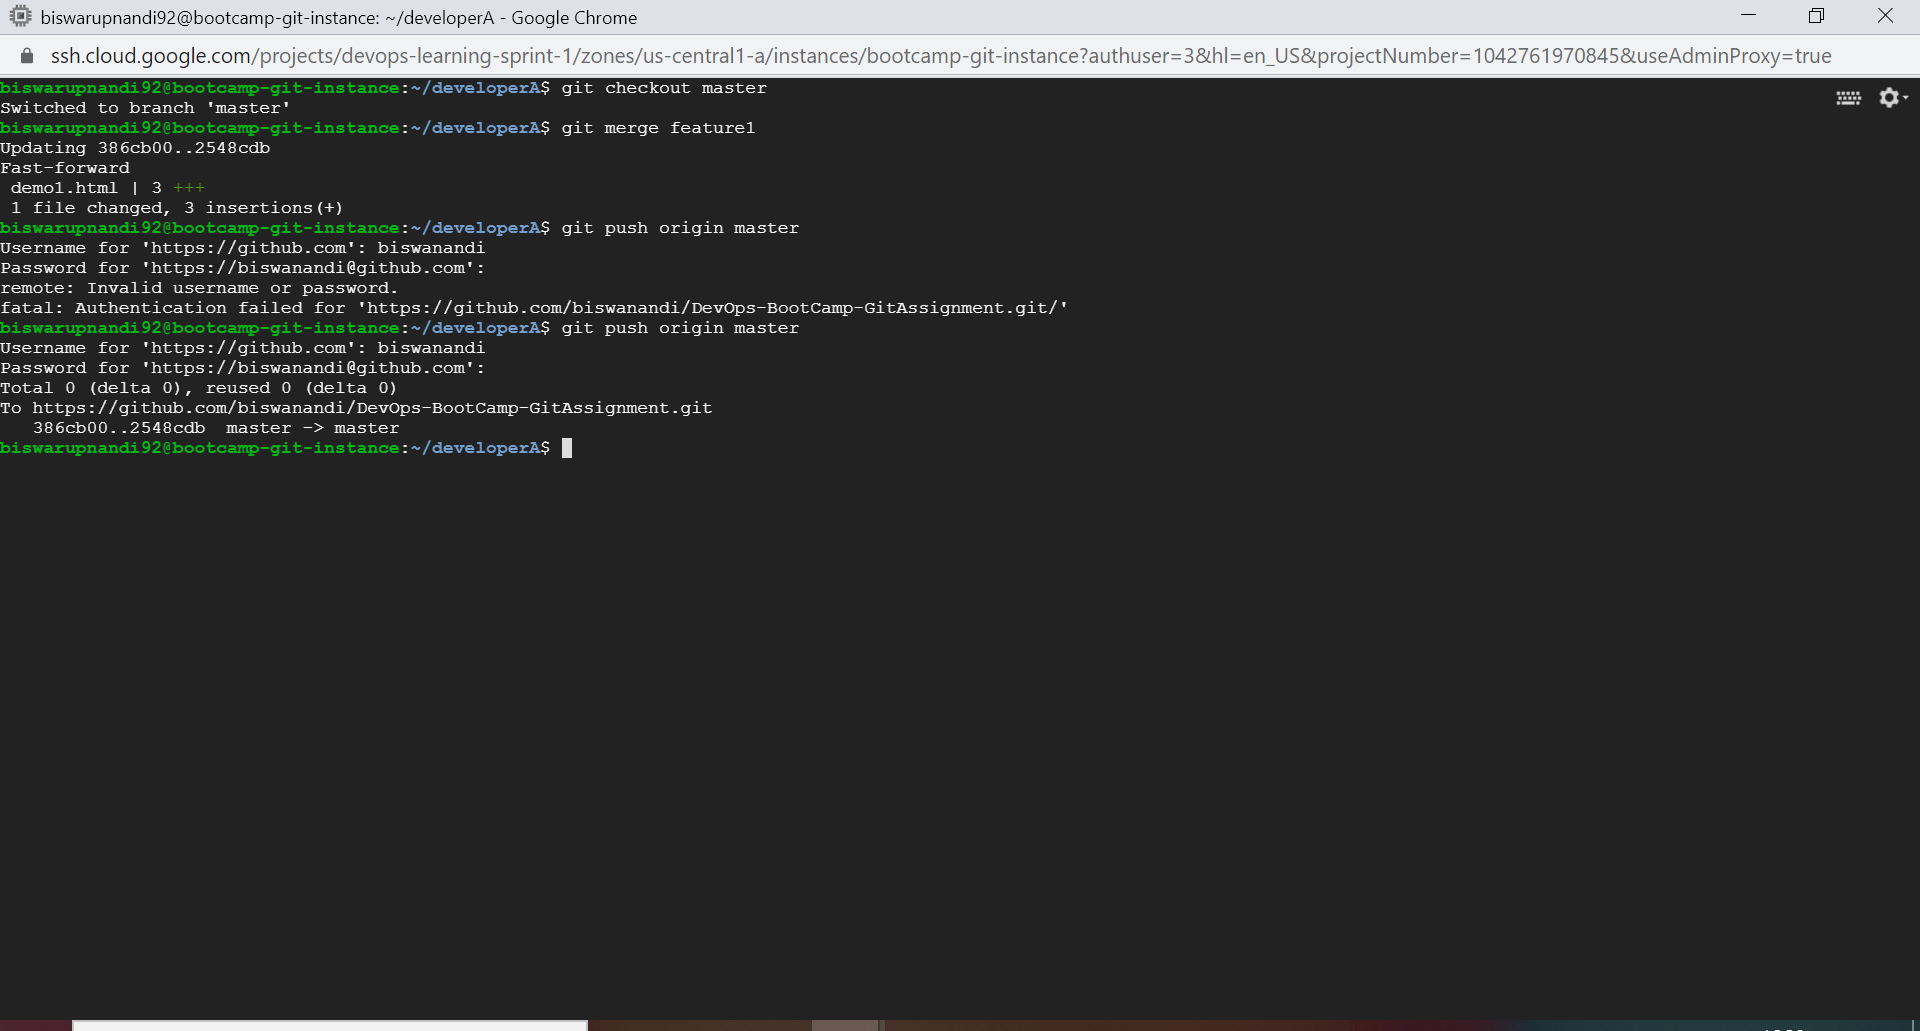 biswarupnandi92@bootcamp-git-instance: ~/developerA - Google Chrome
ssh.cloud.google.com/projects/devops-learning-sprint-1/zones/us-central1-a/instances/bootcamp-git-instance?authuser=3&hl=en_US&projectNumber=1042761970845&useAdminProxy=true
biswarupnandi92@bootcamp-git-instance:~/developerA$ git checkout master
Switched to branch 'master'
biswarupnandi92@bootcamp-git-instance:~/developerA$ git merge feature1
Updating 386cb00..2548cdb
Fast-forward
 demo1.html | 3 +++
 1 file changed, 3 insertions(+)
biswarupnandi92@bootcamp-git-instance:~/developerA$ git push origin master
Username for 'https://github.com': biswanandi
Password for 'https://biswanandi@github.com':
remote: Invalid username or password.
fatal: Authentication failed for 'https://github.com/biswanandi/DevOps-BootCamp-GitAssignment.git/'
biswarupnandi92@bootcamp-git-instance:~/developerA$ git push origin master
Username for 'https://github.com': biswanandi
Password for 'https://biswanandi@github.com':
Total 0 (delta 0), reused 0 (delta 0)
To https://github.com/biswanandi/DevOps-BootCamp-GitAssignment.git
   386cb00..2548cdb  master -> master
biswarupnandi92@bootcamp-git-instance:~/developerA$